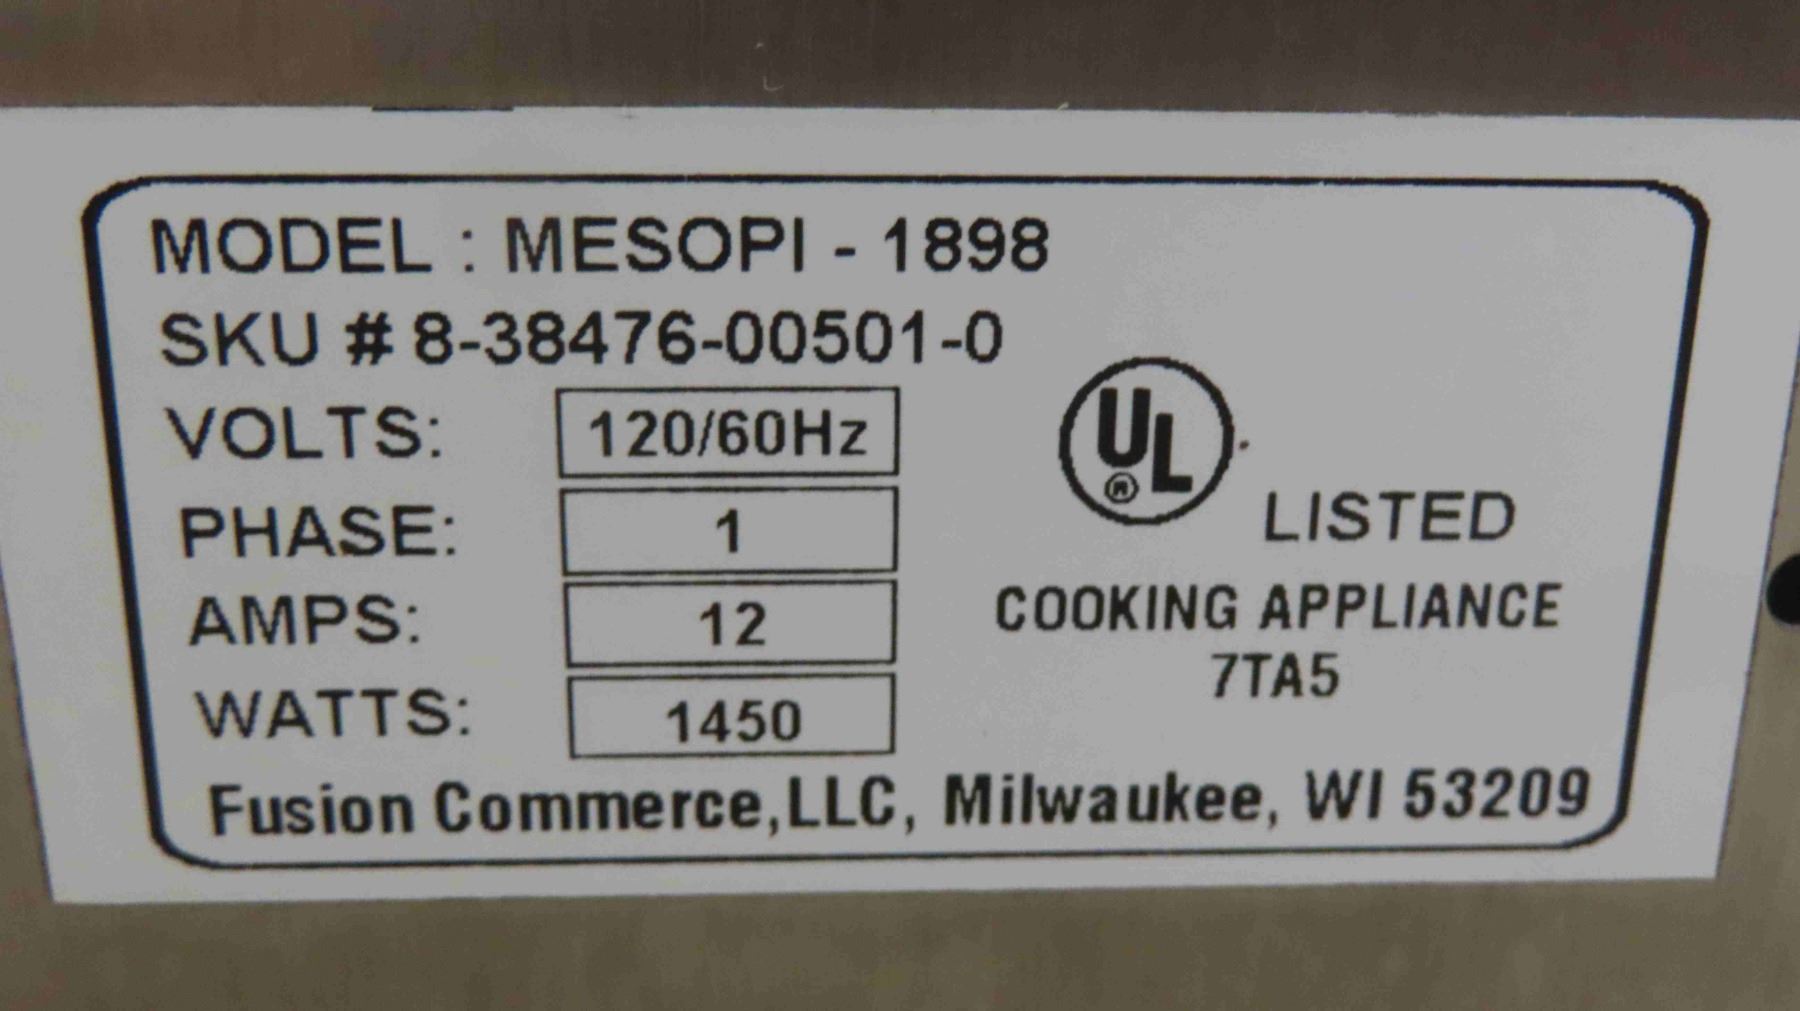 MODEL : MESOPI - 1898
SKU # 8-38476-00501-0
VOLTS: 120/60Hz
PHASE: 1
AMPS: 12
WATTS: 1450
UL ®
LISTED
COOKING APPLIANCE
7TA5
Fusion Commerce,LLC, Milwaukee, WI 53209